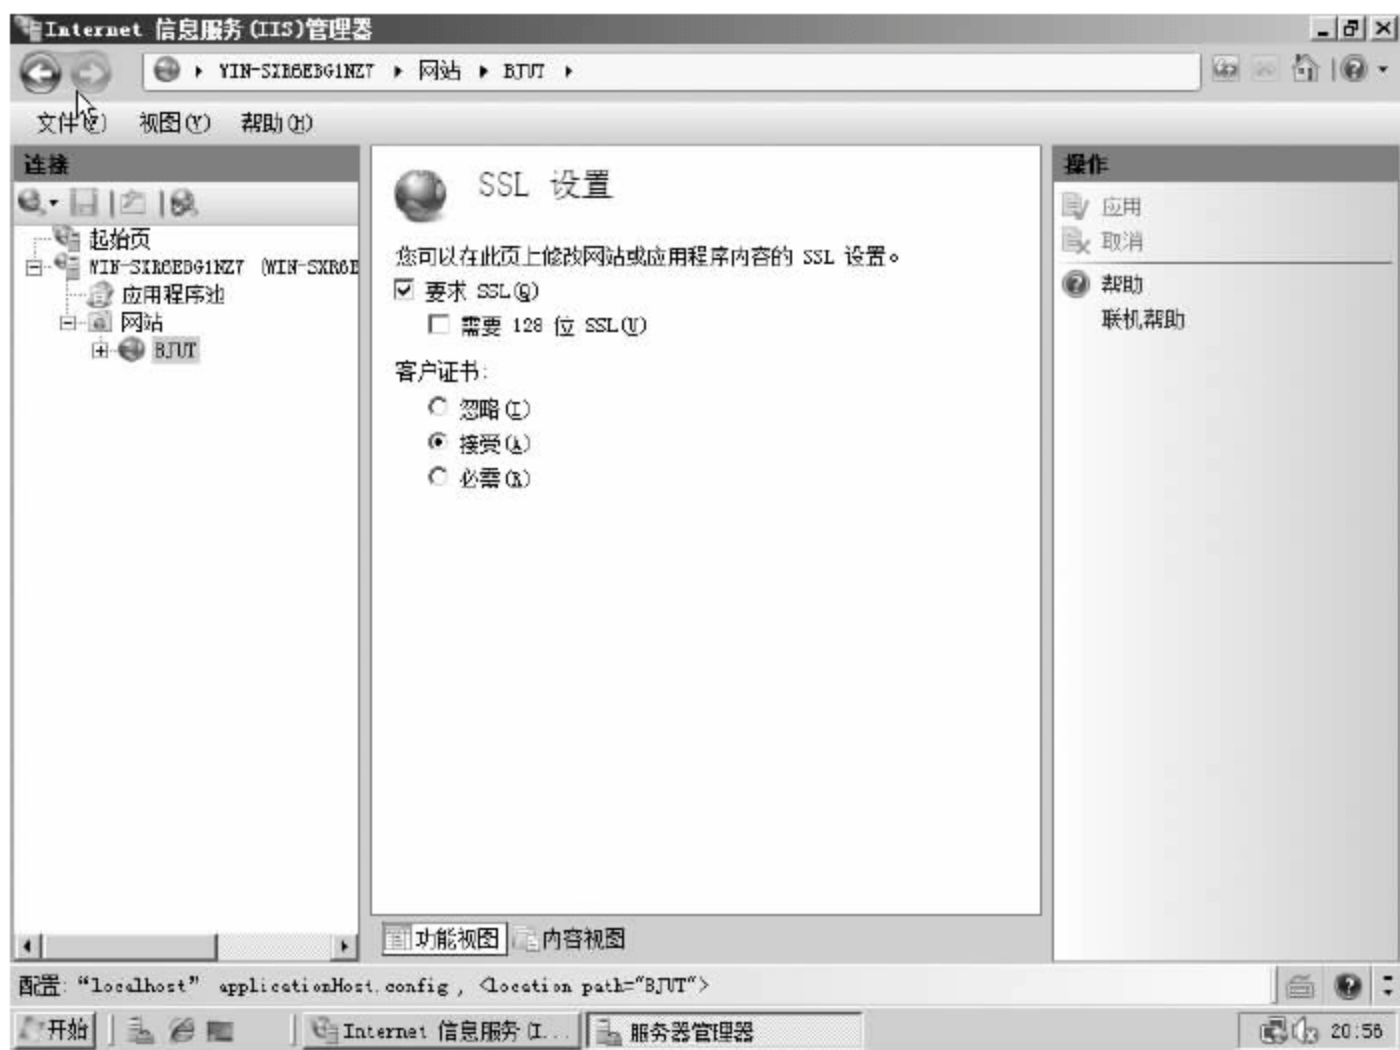 Internet 信息服务(IIS)管理器
WIN-SXR6EBG1NZ7 网站 BJUT
文件(F) 视图(V) 帮助(H)
连接
起始页
WIN-SXR6EBG1NZ7 (WIN-SXR6E
应用程序池
网站
BJUT
SSL 设置
您可以在此页上修改网站或应用程序内容的 SSL 设置。
要求 SSL(Q)
需要 128 位 SSL(V)
客户证书:
忽略(I)
接受(A)
必需(R)
功能视图 内容视图
操作
应用
取消
帮助
联机帮助
配置: “localhost” applicationHost.config , <location path=“BJUT”>
开始 Internet 信息服务(I... 服务器管理器 20:56